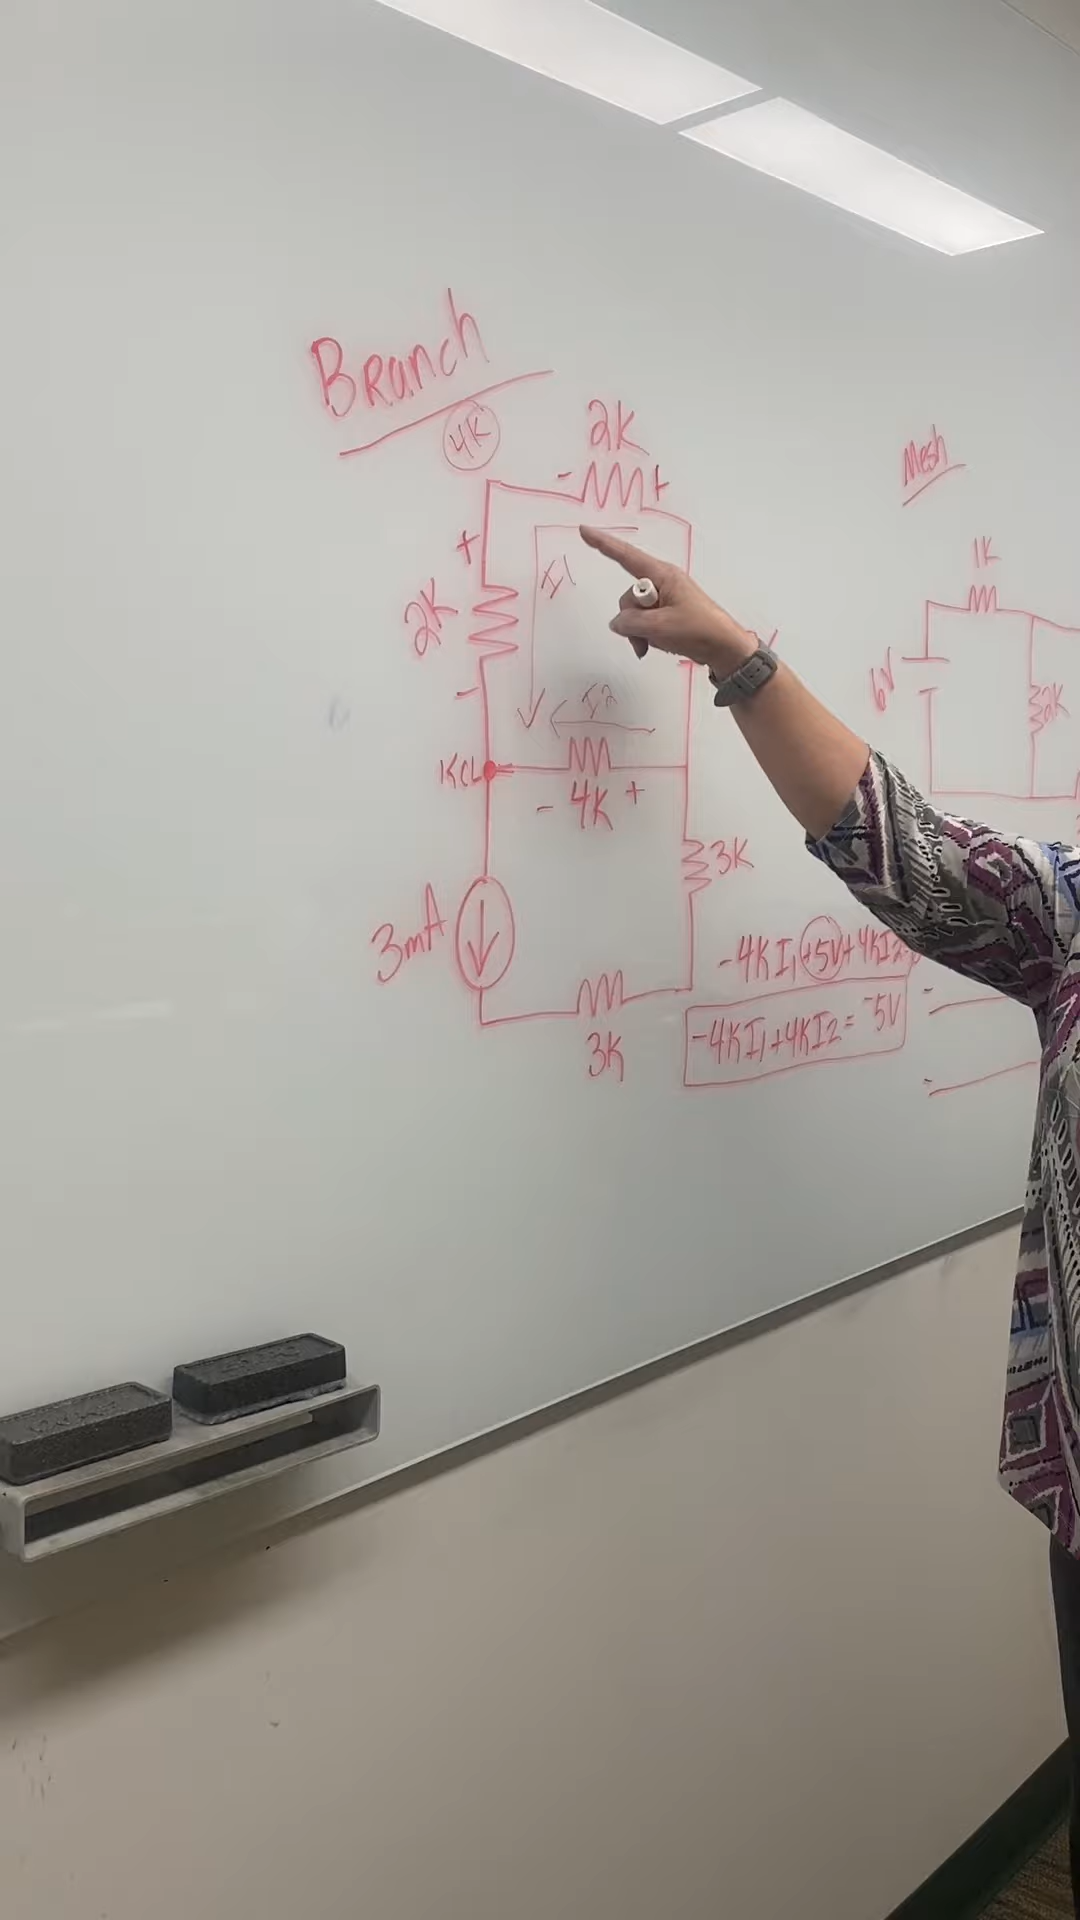 Branch
4K
2K
- +
+
2K
-
I1
I2
KCL
- 4K +
3mA
3K
3K
-4KI1+5V+4KI2
-4KI1+4KI2=-5V
Mesh
1K
6V
2K